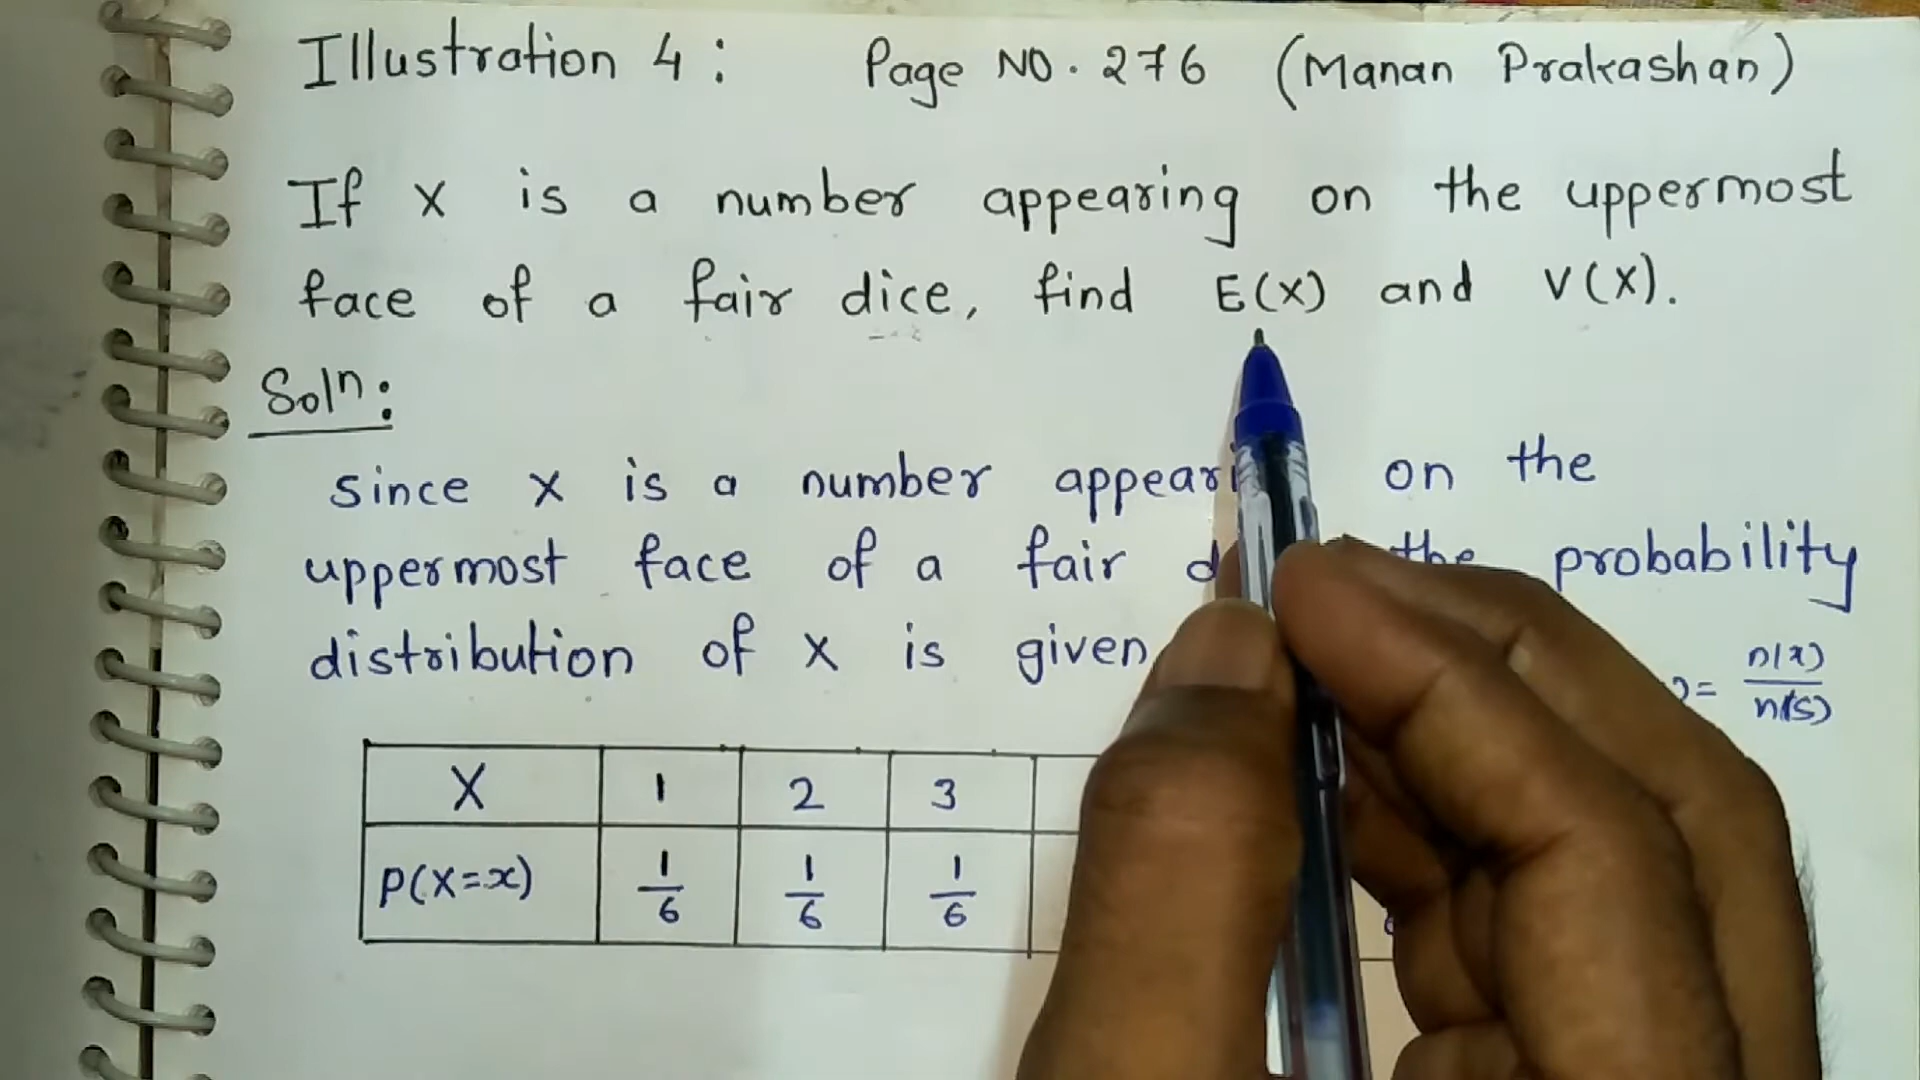 Illustration 4 : Page NO. 276 (Manan Prakashan)
If X is a number appearing on the uppermost
face of a fair dice, find E(X) and V(X).
Soln:
Since X is a number on the
uppermost face of a fair the probability
distribution of X is given
= n(x)/n(S)
X 1 2 3
P(X=x) 1/6 1/6 1/6